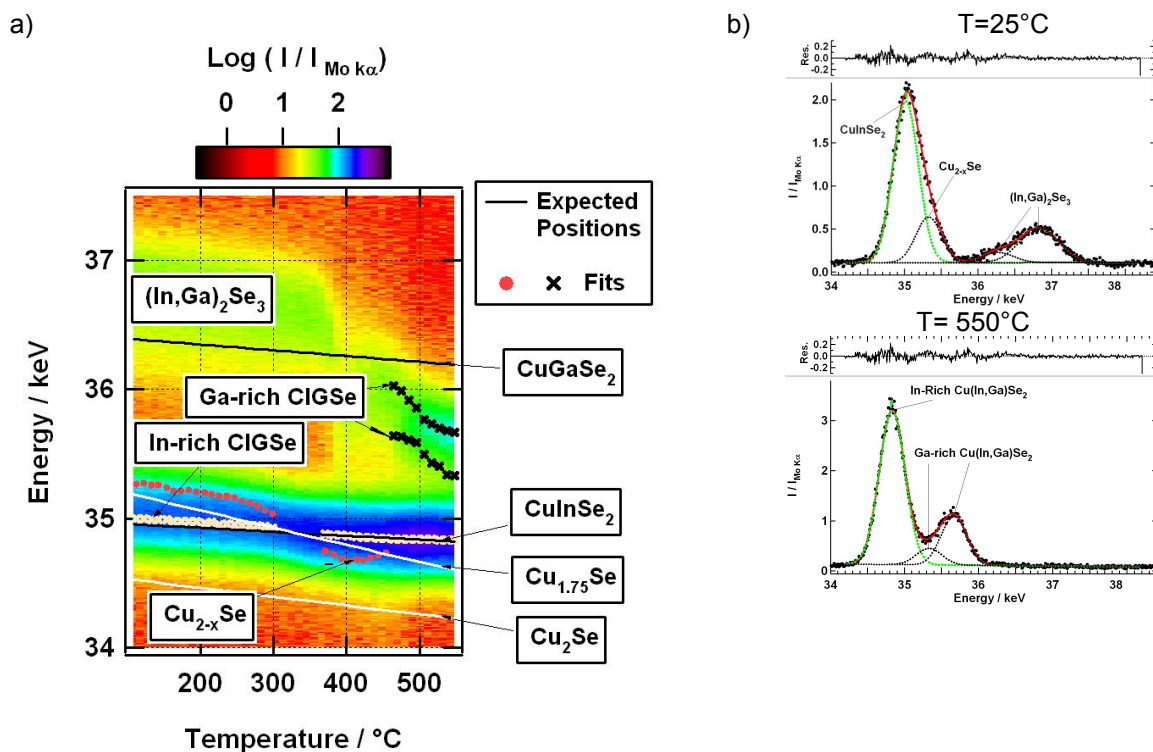 a)
Log ( I / I Mo kα )
0 1 2
Expected
Positions
Fits
37
36
35
34
Energy / keV
(In,Ga)2Se3
CuGaSe2
Ga-rich CIGSe
In-rich CIGSe
CuInSe2
Cu1.75Se
Cu2-xSe
Cu2Se
200 300 400 500
Temperature / °C
b)
T=25°C
Res.
0.2
0.0
-0.2
I / I Mo Kα
2.0
1.5
1.0
0.5
0.0
CuInSe2
Cu2-xSe
(In,Ga)2Se3
34 35 36 37 38
Energy / keV
T= 550°C
Res.
0.2
0.0
-0.2
I / I Mo Kα
3
2
1
0
In-Rich Cu(In,Ga)Se2
Ga-rich Cu(In,Ga)Se2
34 35 36 37 38
Energy / keV